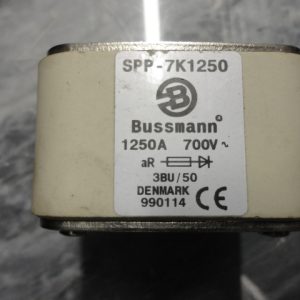 SPP-7K1250
B
Bussmann®
1250A 700V~
aR
3BU/50
DENMARK
990114 CE